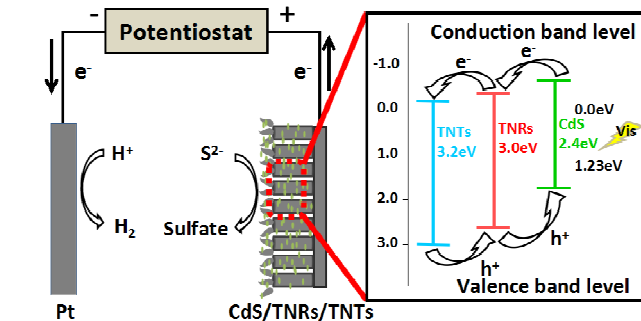 - Potentiostat +
e-
e-
H+
H2
S2-
Sulfate
Pt
CdS/TNRs/TNTs
Conduction band level
-1.0
0.0
1.0
2.0
3.0
e-
e-
TNTs
3.2eV
TNRs
3.0eV
CdS
2.4eV
0.0eV
Vis
1.23eV
h+
h+
Valence band level